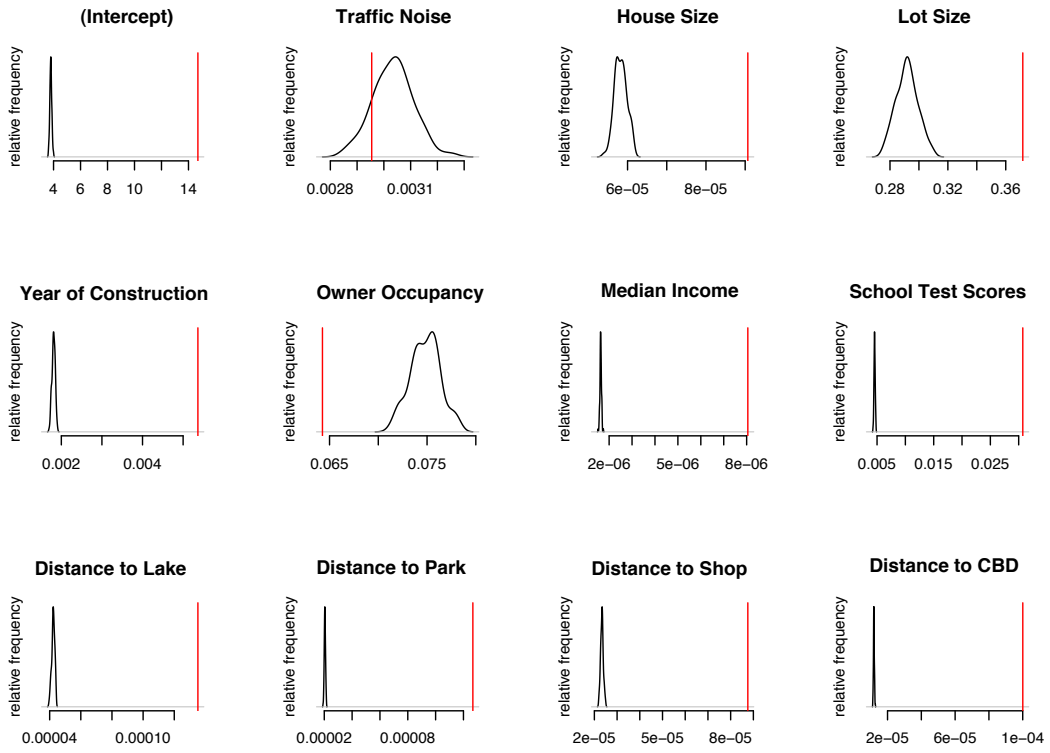 (Intercept)
relative frequency
4 6 8 10 14
Traffic Noise
relative frequency
0.0028 0.0031
House Size
relative frequency
6e−05 8e−05
Lot Size
relative frequency
0.28 0.32 0.36
Year of Construction
relative frequency
0.002 0.004
Owner Occupancy
relative frequency
0.065 0.075
Median Income
relative frequency
2e−06 5e−06 8e−06
School Test Scores
relative frequency
0.005 0.015 0.025
Distance to Lake
relative frequency
0.00004 0.00010
Distance to Park
relative frequency
0.00002 0.00008
Distance to Shop
relative frequency
2e−05 5e−05 8e−05
Distance to CBD
relative frequency
2e−05 6e−05 1e−04